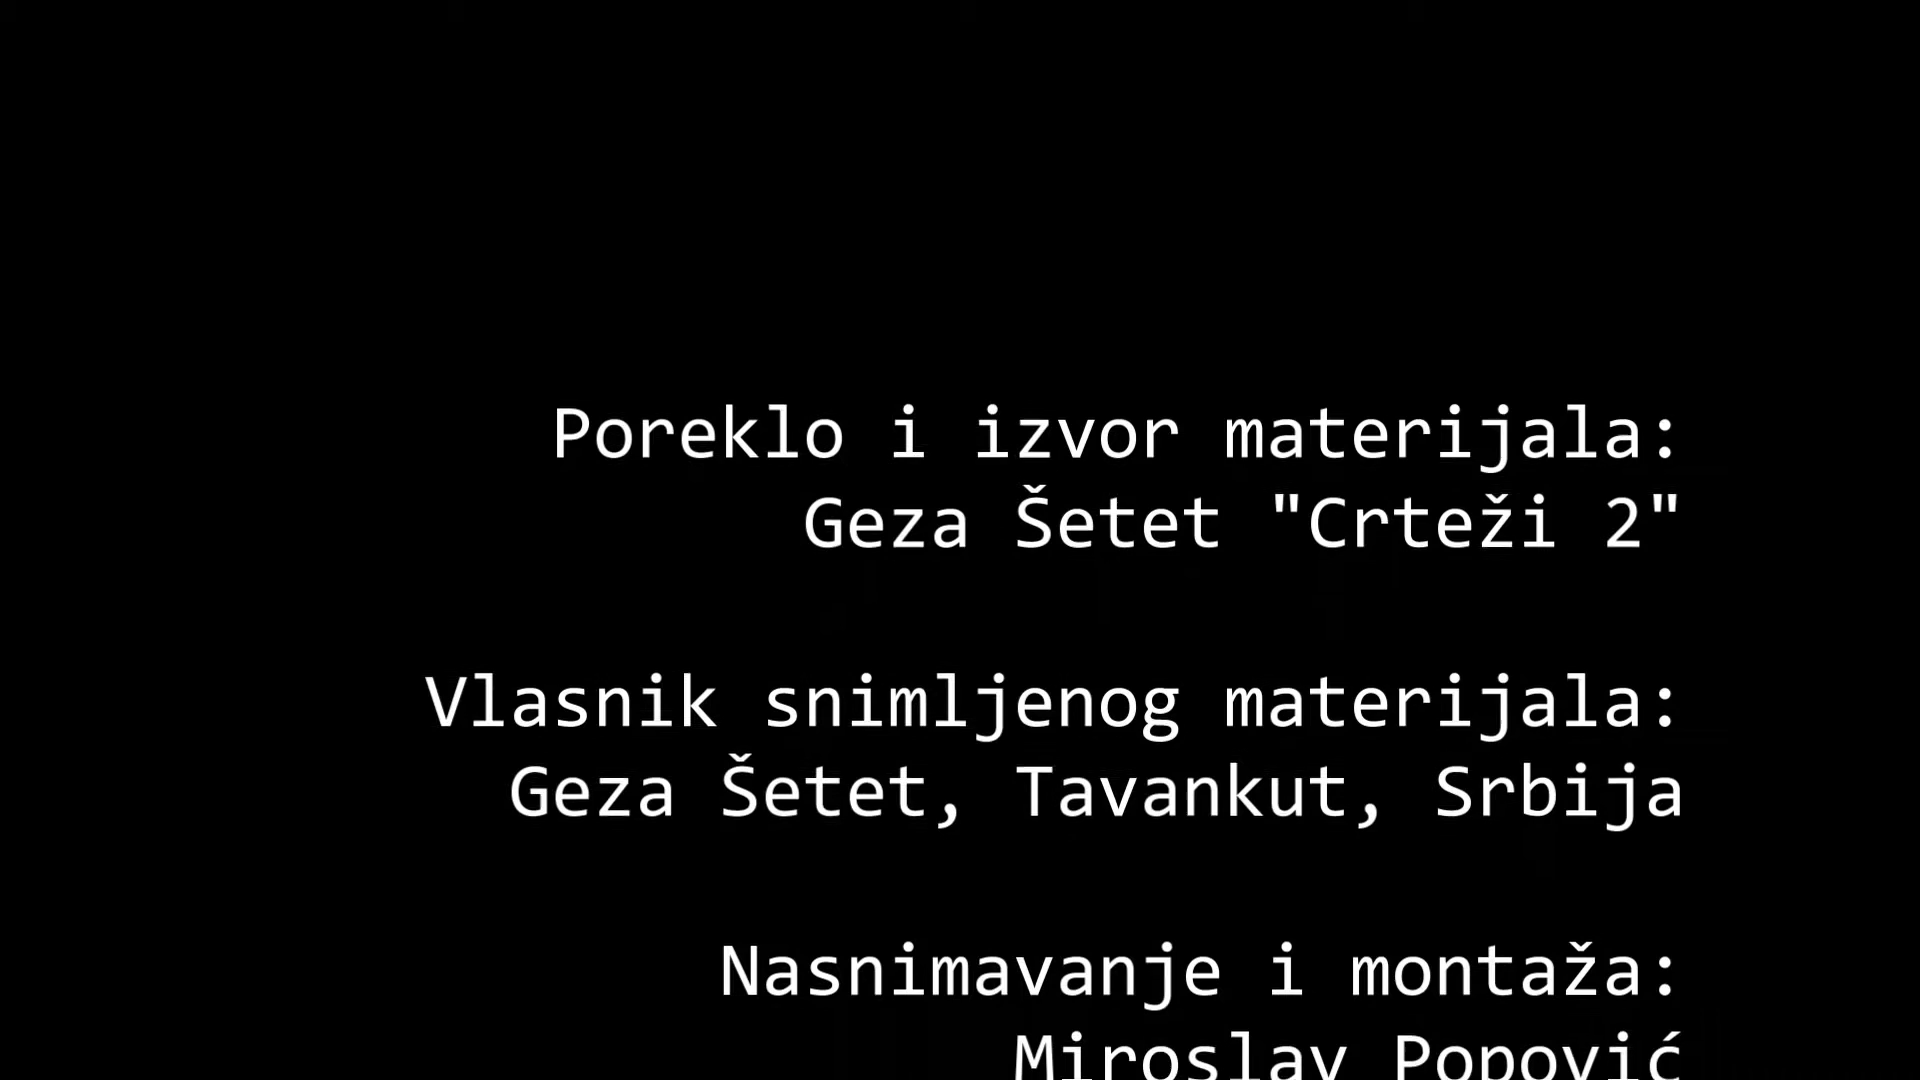 Poreklo i izvor materijala:
Geza Šetet "Crteži 2"
Vlasnik snimljenog materijala:
Geza Šetet, Tavankut, Srbija
Nasnimavanje i montaža:
Miroslav Popović